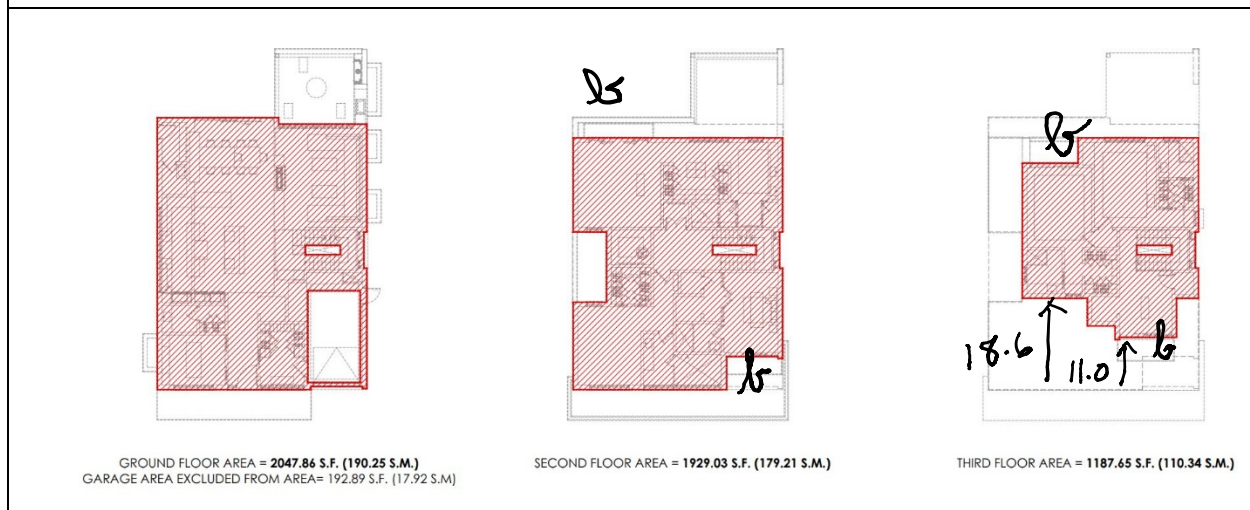 b
b
b
b
18.6
11.0
GROUND FLOOR AREA = 2047.86 S.F. (190.25 S.M.)
GARAGE AREA EXCLUDED FROM AREA= 192.89 S.F. (17.92 S.M)
SECOND FLOOR AREA = 1929.03 S.F. (179.21 S.M.)
THIRD FLOOR AREA = 1187.65 S.F. (110.34 S.M.)